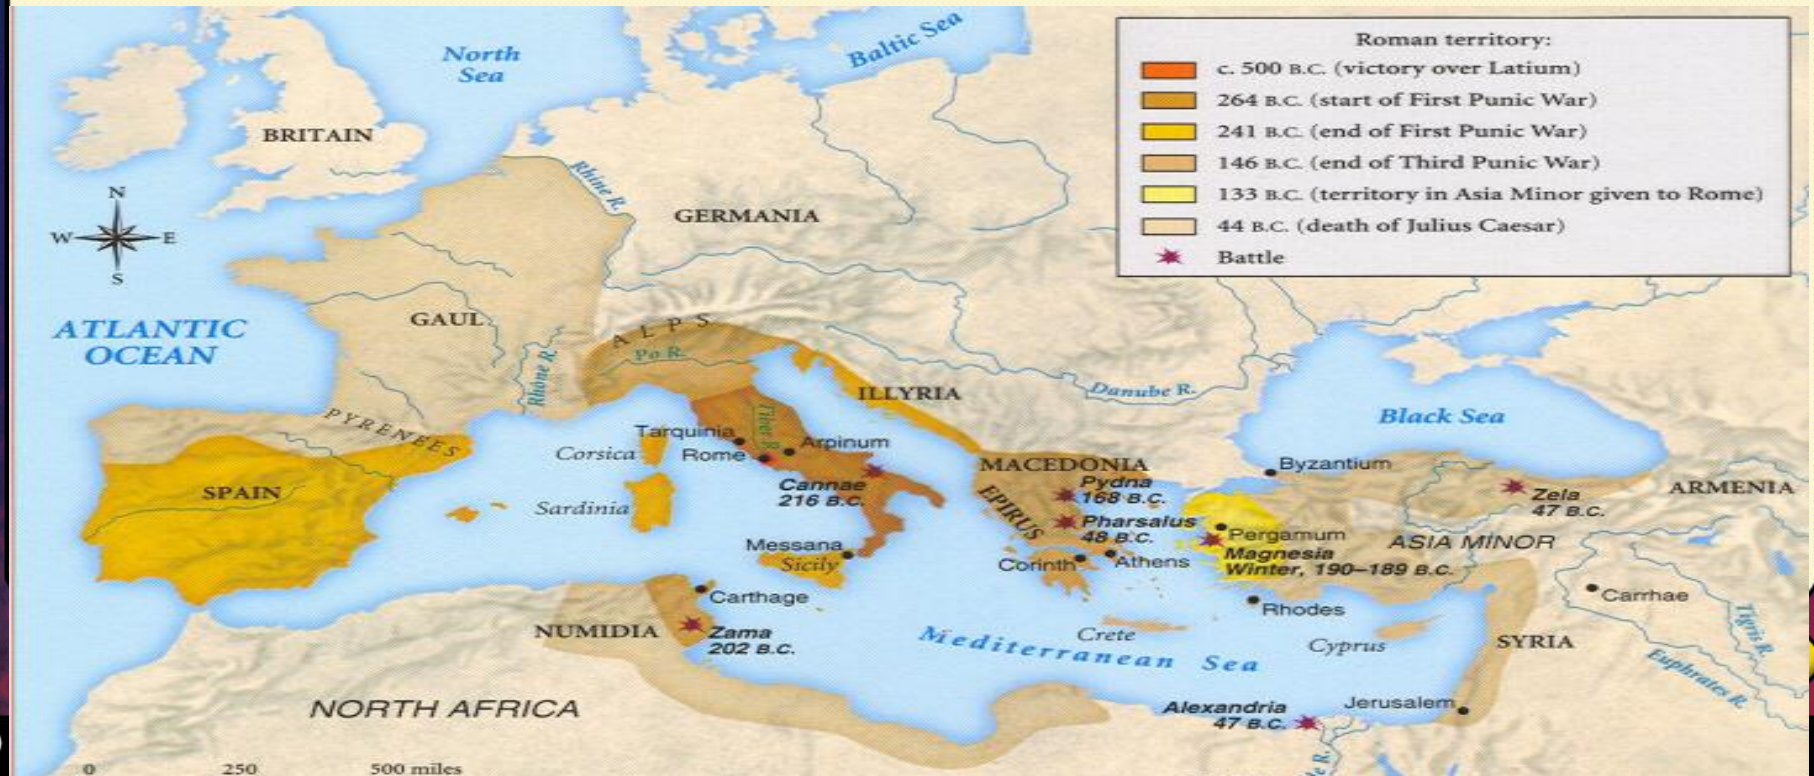 Roman territory:
c. 500 B.C. (victory over Latium)
264 B.C. (start of First Punic War)
241 B.C. (end of First Punic War)
146 B.C. (end of Third Punic War)
133 B.C. (territory in Asia Minor given to Rome)
44 B.C. (death of Julius Caesar)
Battle
North
Sea
Baltic Sea
BRITAIN
Rhine R.
N
W
E
S
GERMANIA
ATLANTIC
OCEAN
GAUL
ALPS
Po R.
Rhône R.
ILLYRIA
Danube R.
Black Sea
PYRENEES
Tarquinia
Tiber R.
Arpinum
Corsica
Rome
SPAIN
Sardinia
Cannae
216 B.C.
Messana
Sicily
MACEDONIA
Pydna
168 B.C.
EPIRUS
Pharsalus
48 B.C.
Corinth
Athens
Byzantium
Pergamum
Magnesia
Winter, 190–189 B.C.
ASIA MINOR
Zela
47 B.C.
ARMENIA
Rhodes
Carrhae
Tigris R.
Euphrates R.
Carthage
NUMIDIA
Zama
202 B.C.
Mediterranean Sea
Crete
Cyprus
SYRIA
NORTH AFRICA
Alexandria
47 B.C.
Jerusalem
0 250 500 miles